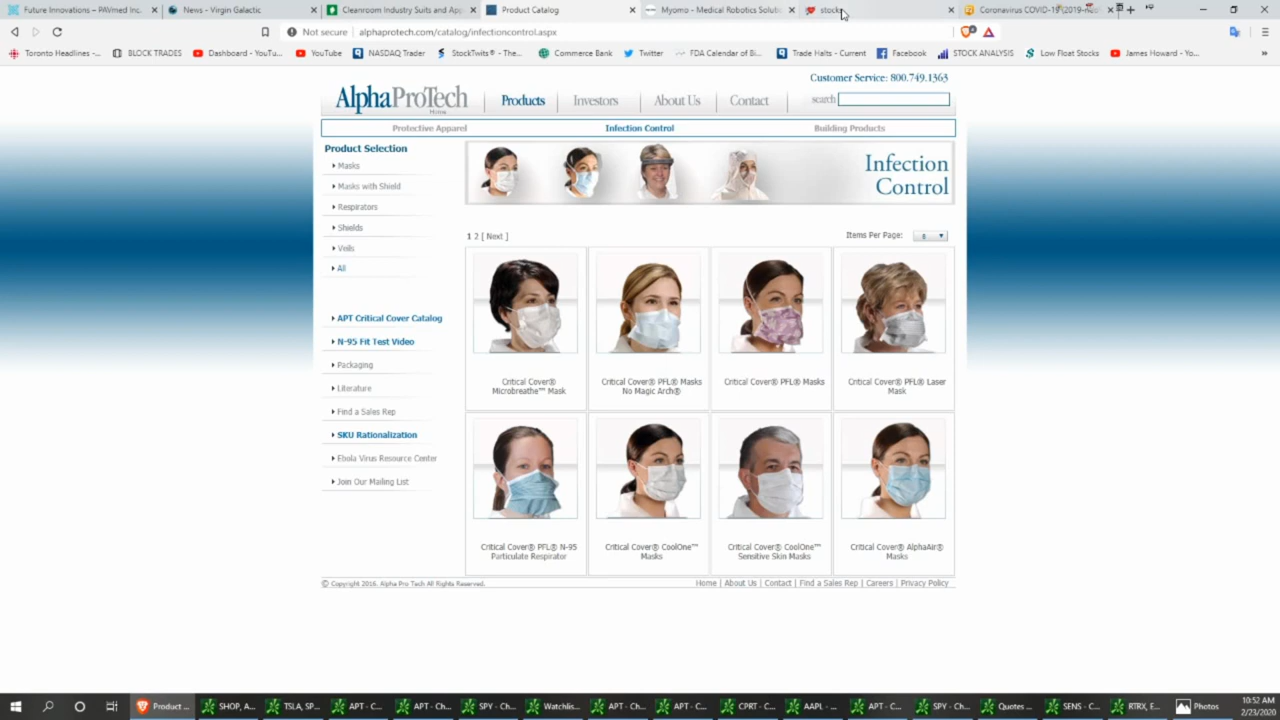 Future Innovations – PAVmed Inc.
News - Virgin Galactic
Cleanroom Industry Suits and App
Product Catalog
Myomo - Medical Robotics Soluti
stocks
Coronavirus COVID-19 (2019-nCo
Not secure alphaprotech.com/catalog/infectioncontrol.aspx
Toronto Headlines -...
BLOCK TRADES
Dashboard - YouTu...
YouTube
NASDAQ Trader
StockTwits® - The...
Commerce Bank
Twitter
FDA Calendar of Bi...
Trade Halts - Current
Facebook
STOCK ANALYSIS
Low Float Stocks
James Howard - Yo...
Customer Service: 800.749.1363
AlphaProTech
Home
Products
Investors
About Us
Contact
search
Protective Apparel
Infection Control
Building Products
Product Selection
Masks
Masks with Shield
Respirators
Shields
Veils
All
APT Critical Cover Catalog
N-95 Fit Test Video
Packaging
Literature
Find a Sales Rep
SKU Rationalization
Ebola Virus Resource Center
Join Our Mailing List
Infection
Control
1 2 [ Next ]
Items Per Page: 8
Critical Cover®
Microbreathe™ Mask
Critical Cover® PFL® Masks
No Magic Arch®
Critical Cover® PFL® Masks
Critical Cover® PFL® Laser
Mask
Critical Cover® PFL® N-95
Particulate Respirator
Critical Cover® CoolOne™
Masks
Critical Cover® CoolOne™
Sensitive Skin Masks
Critical Cover® AlphaAir®
Masks
© Copyright 2016. Alpha Pro Tech All Rights Reserved.
Home | About Us | Contact | Find a Sales Rep | Careers | Privacy Policy
Product ...
SHOP, A...
TSLA, SP...
APT - C...
APT - Ch...
SPY - Ch...
Watchlis...
APT - Ch...
APT - C...
CPRT - C...
AAPL - ...
APT - C...
SPY - Ch...
Quotes ...
SENS - C...
RTRX, E...
Photos
10:52 AM
2/23/2020